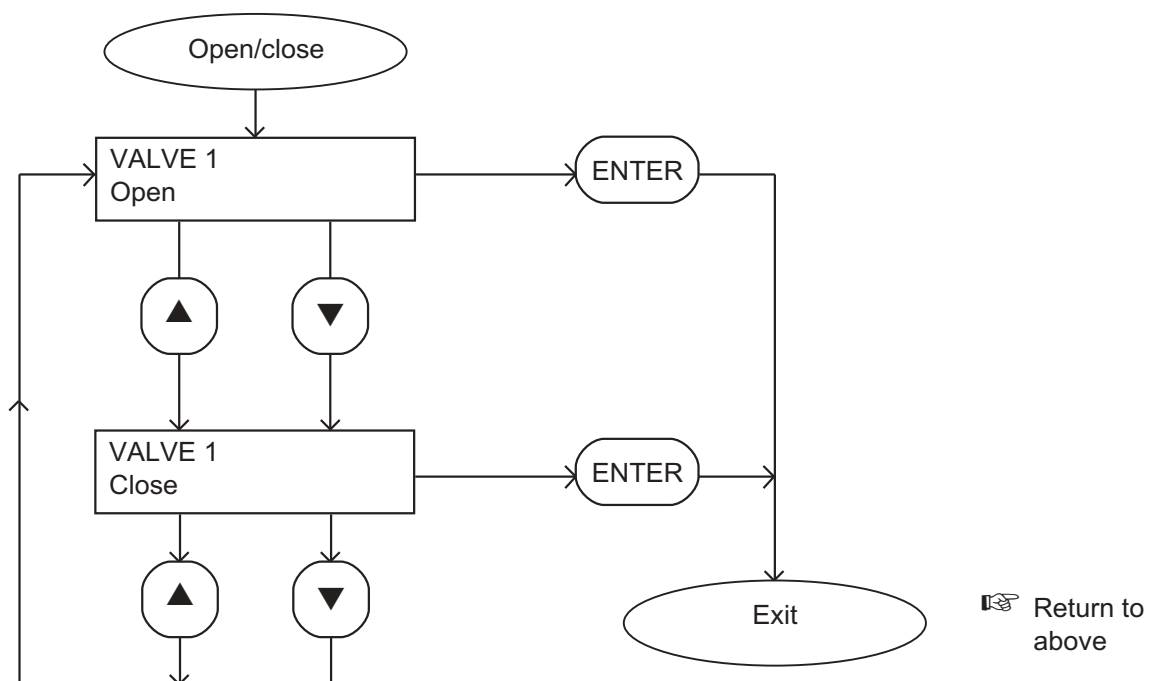 Open/close
VALVE 1
Open
ENTER
▲
▼
VALVE 1
Close
ENTER
▲
▼
Exit
☞ Return to
above